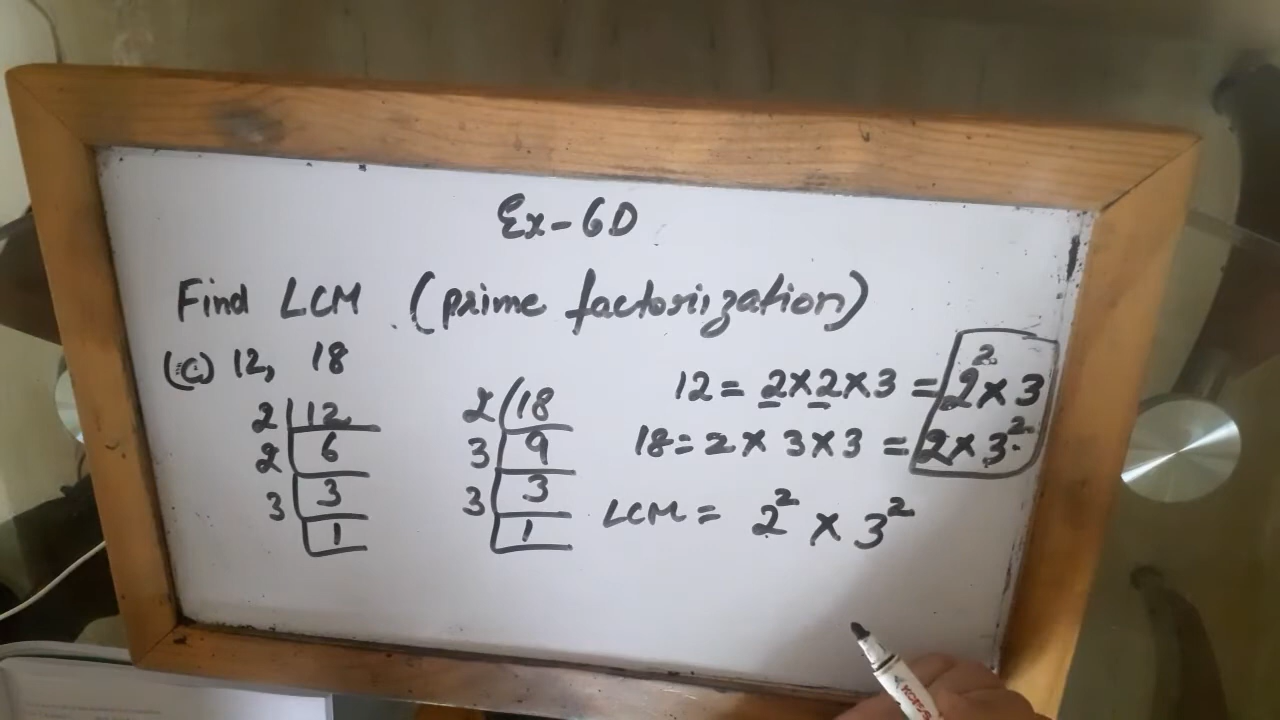 Ex-6D
Find LCM (prime factorization)
(c) 12, 18
2 | 12
2 | 6
3 | 3
1
2 | 18
3 | 9
3 | 3
1
12 = 2 × 2 × 3 = 2² × 3
18 = 2 × 3 × 3 = 2 × 3²
LCM = 2² × 3²